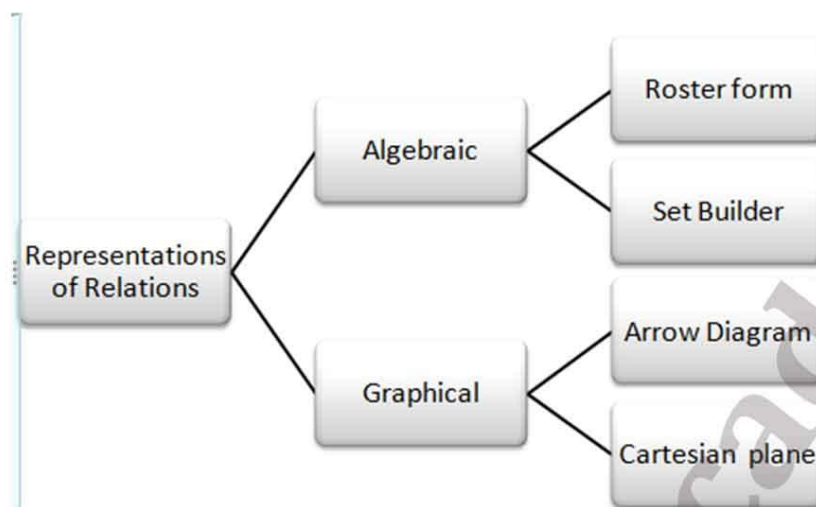 Representations
of Relations
Algebraic
Roster form
Set Builder
Graphical
Arrow Diagram
Cartesian plane